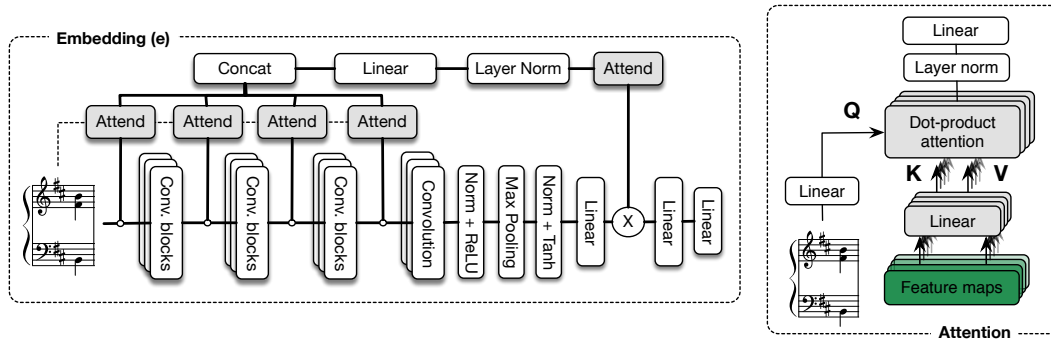 Embedding (e)
Concat
Linear
Layer Norm
Attend
Attend
Attend
Attend
Attend
Conv. blocks
Conv. blocks
Conv. blocks
Convolution
Norm + ReLU
Max Pooling
Norm + Tanh
Linear
X
Linear
Linear
Linear
Layer norm
Q
Dot-product
attention
K
V
Linear
Linear
Feature maps
Attention